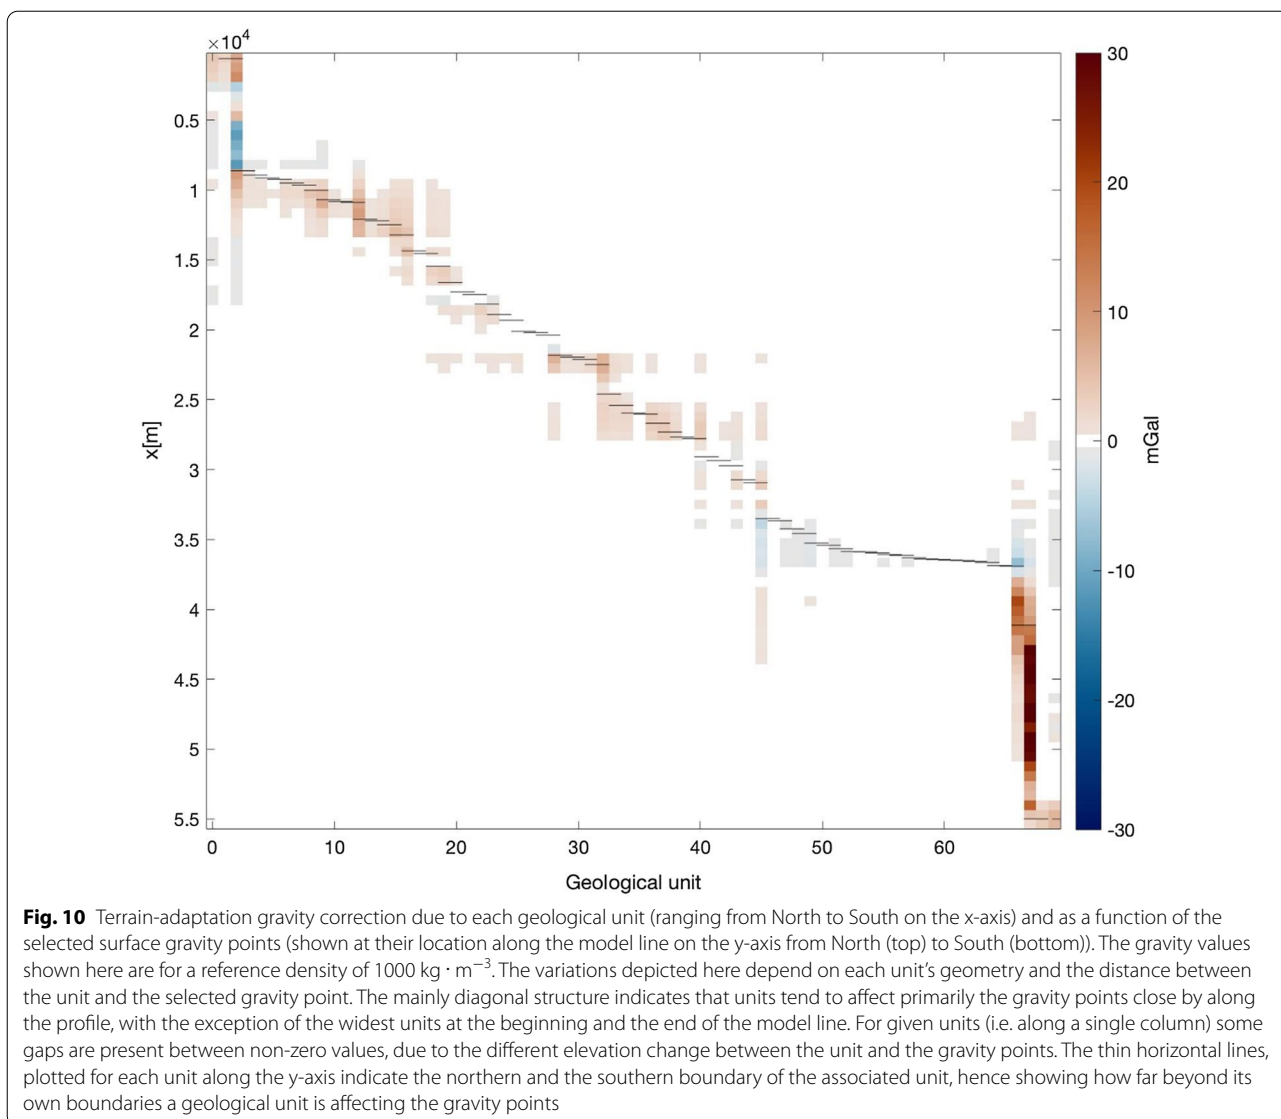 ×10⁴
30
0.5
20
1
1.5
10
2
2.5
x[m]
0
mGal
3
3.5
-10
4
4.5
-20
5
5.5
-30
0 10 20 30 40 50 60
Geological unit
Fig. 10 Terrain-adaptation gravity correction due to each geological unit (ranging from North to South on the x-axis) and as a function of the
selected surface gravity points (shown at their location along the model line on the y-axis from North (top) to South (bottom)). The gravity values
shown here are for a reference density of 1000 kg · m⁻³. The variations depicted here depend on each unit's geometry and the distance between
the unit and the selected gravity point. The mainly diagonal structure indicates that units tend to affect primarily the gravity points close by along
the profile, with the exception of the widest units at the beginning and the end of the model line. For given units (i.e. along a single column) some
gaps are present between non-zero values, due to the different elevation change between the unit and the gravity points. The thin horizontal lines,
plotted for each unit along the y-axis indicate the northern and the southern boundary of the associated unit, hence showing how far beyond its
own boundaries a geological unit is affecting the gravity points